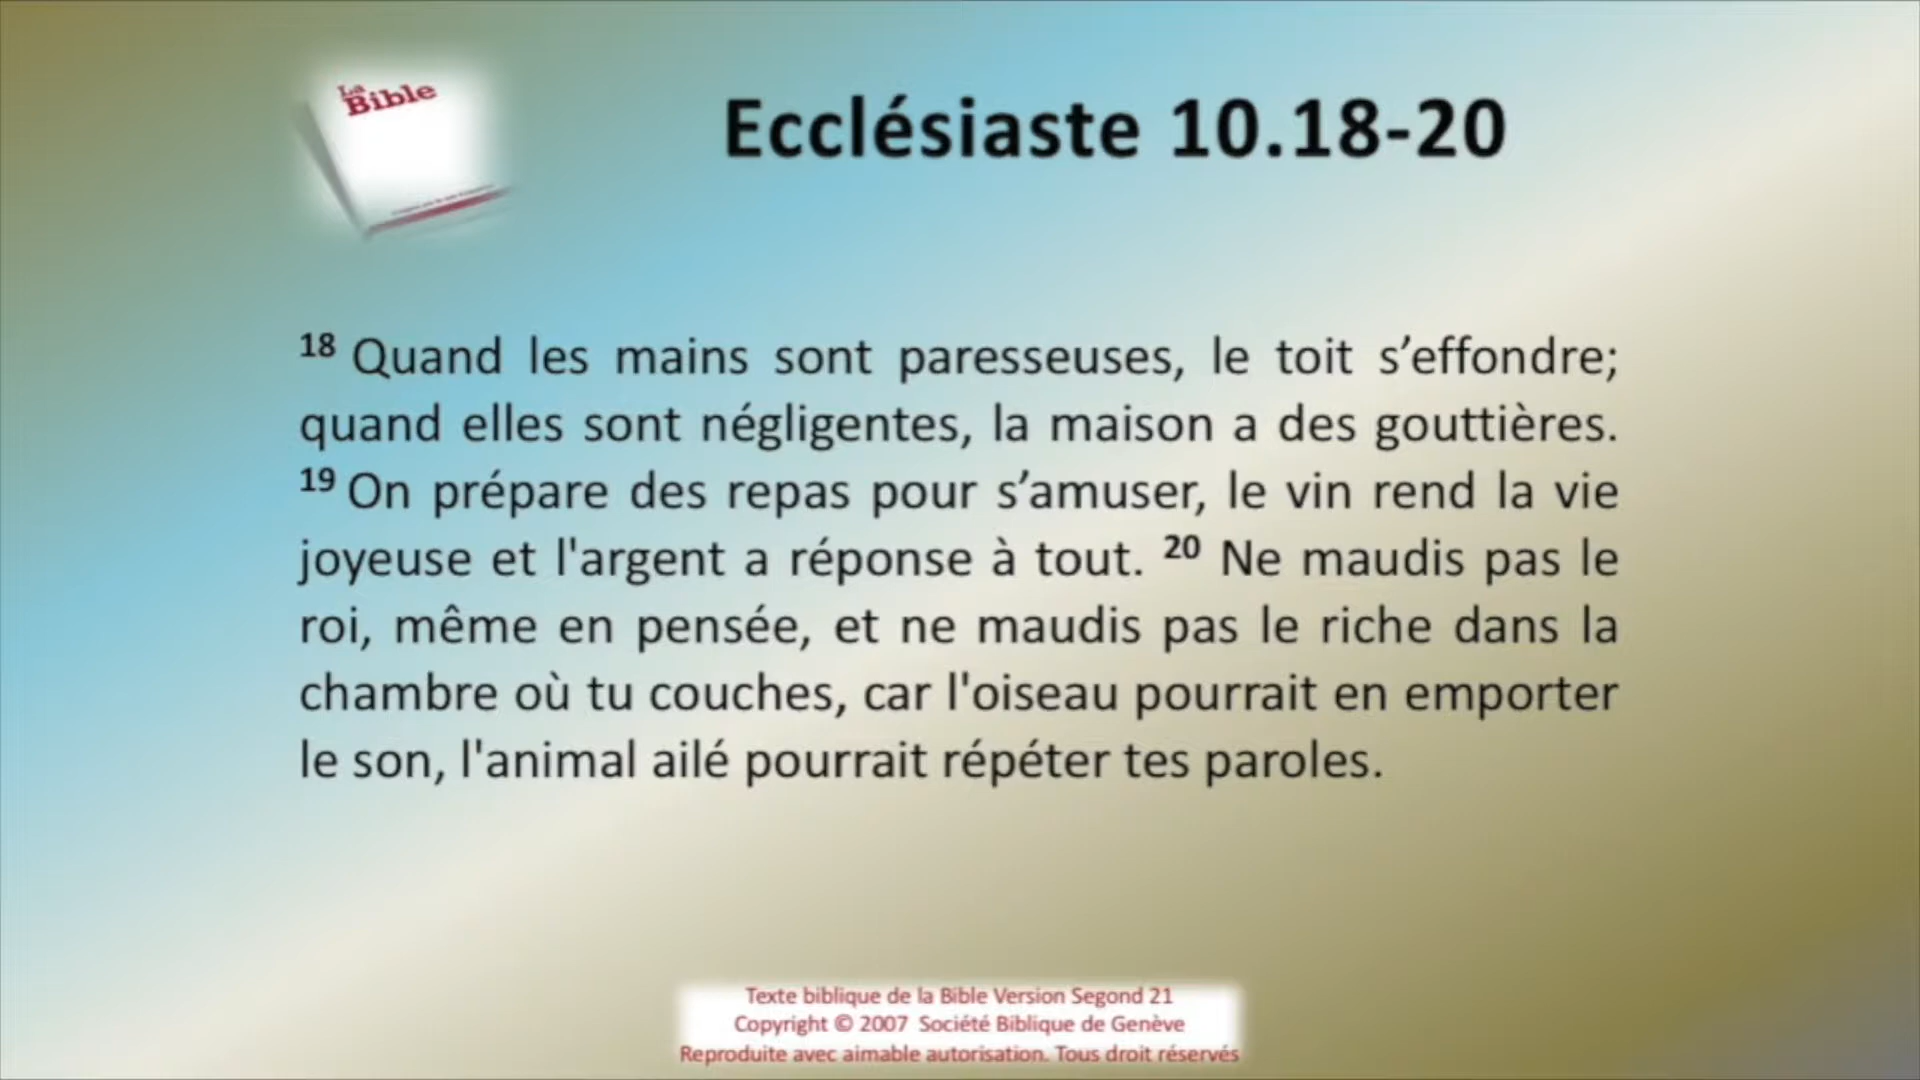 La
Bible
Ecclésiaste 10.18-20
18 Quand les mains sont paresseuses, le toit s’effondre;
quand elles sont négligentes, la maison a des gouttières.
19 On prépare des repas pour s’amuser, le vin rend la vie
joyeuse et l'argent a réponse à tout. 20 Ne maudis pas le
roi, même en pensée, et ne maudis pas le riche dans la
chambre où tu couches, car l'oiseau pourrait en emporter
le son, l'animal ailé pourrait répéter tes paroles.
Texte biblique de la Bible Version Segond 21
Copyright © 2007 Société Biblique de Genève
Reproduite avec aimable autorisation. Tous droit réservés